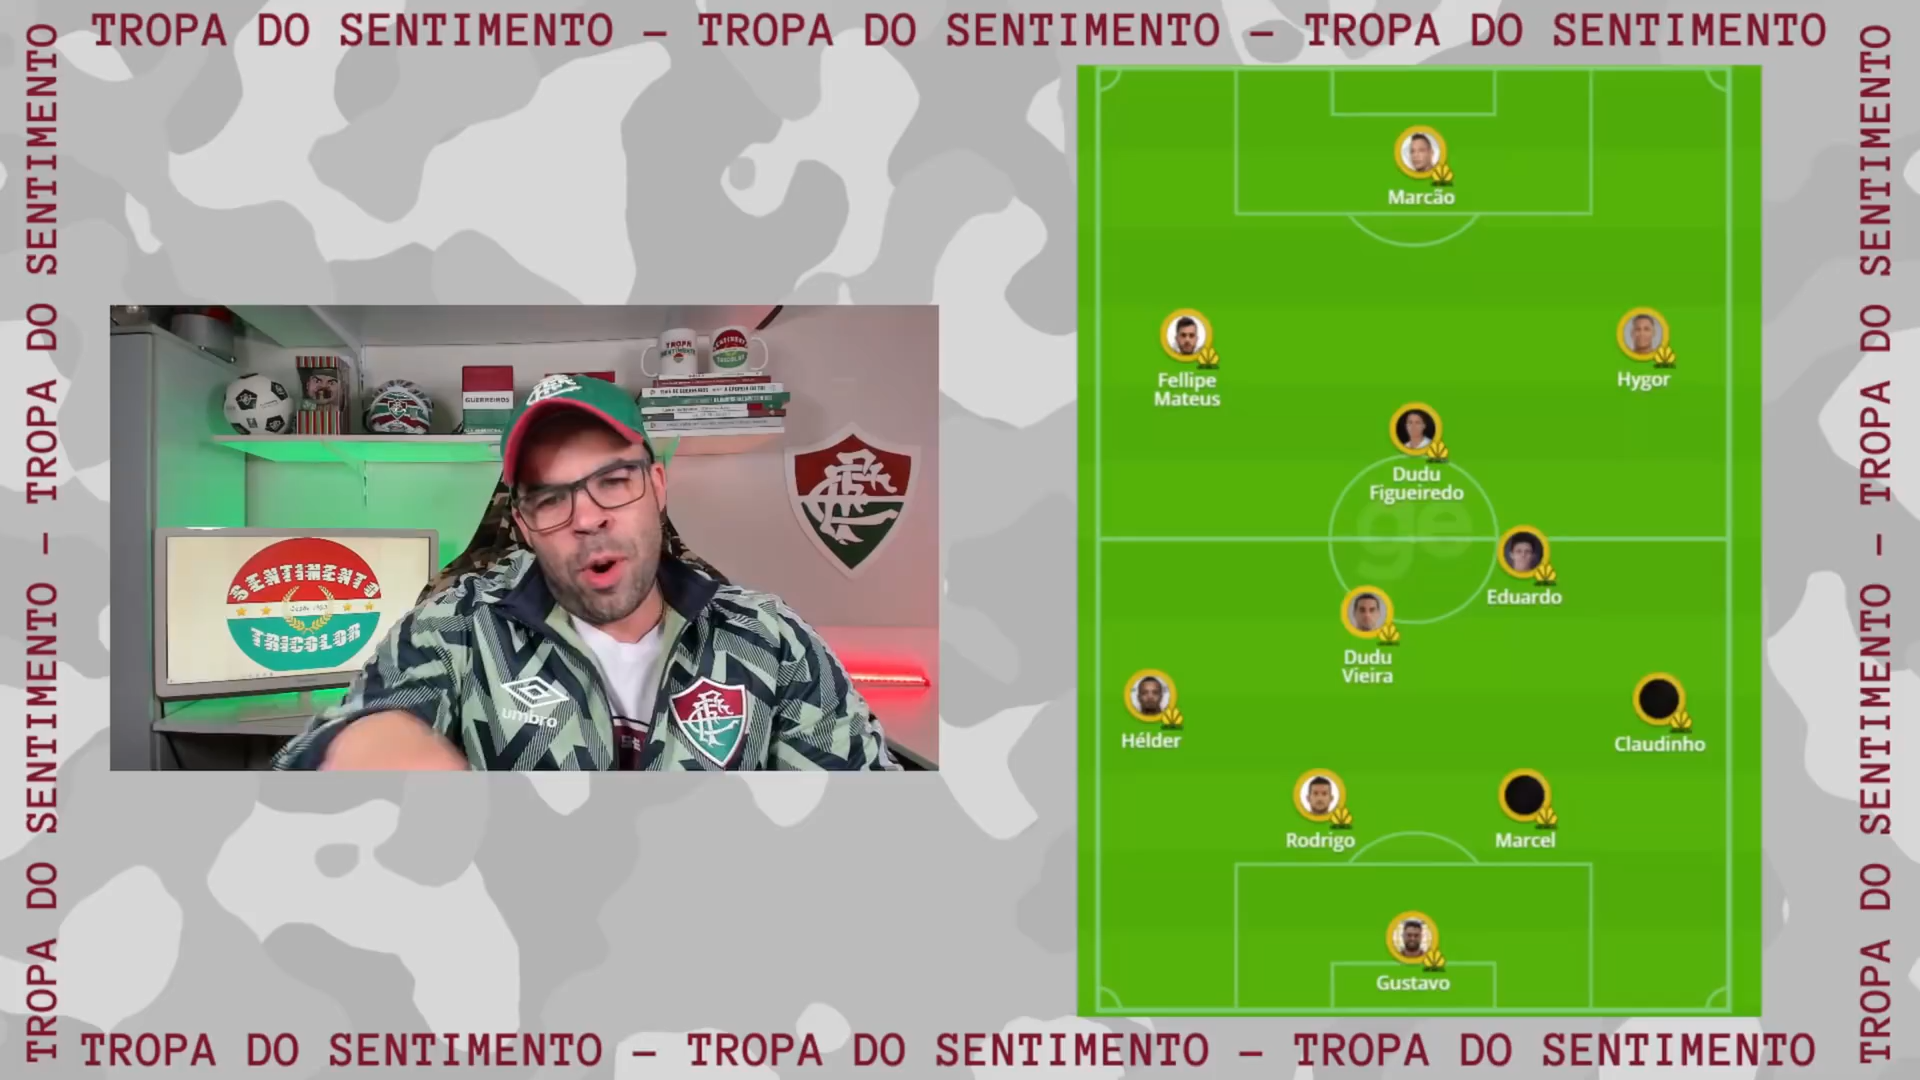 TROPA DO SENTIMENTO – TROPA DO SENTIMENTO – TROPA DO SENTIMENTO
TROPA DO SENTIMENTO – TROPA DO SENTIMENTO
TROPA DO SENTIMENTO – TROPA DO SENTIMENTO
Marcão
Fellipe
Mateus
Hygor
Dudu
Figueiredo
ge
Eduardo
Dudu
Vieira
Hélder
Claudinho
Rodrigo
Marcel
Gustavo
GUERREIROS
SENTIMENTO
TRICOLOR
umbro
TROPA DO SENTIMENTO – TROPA DO SENTIMENTO – TROPA DO SENTIMENTO